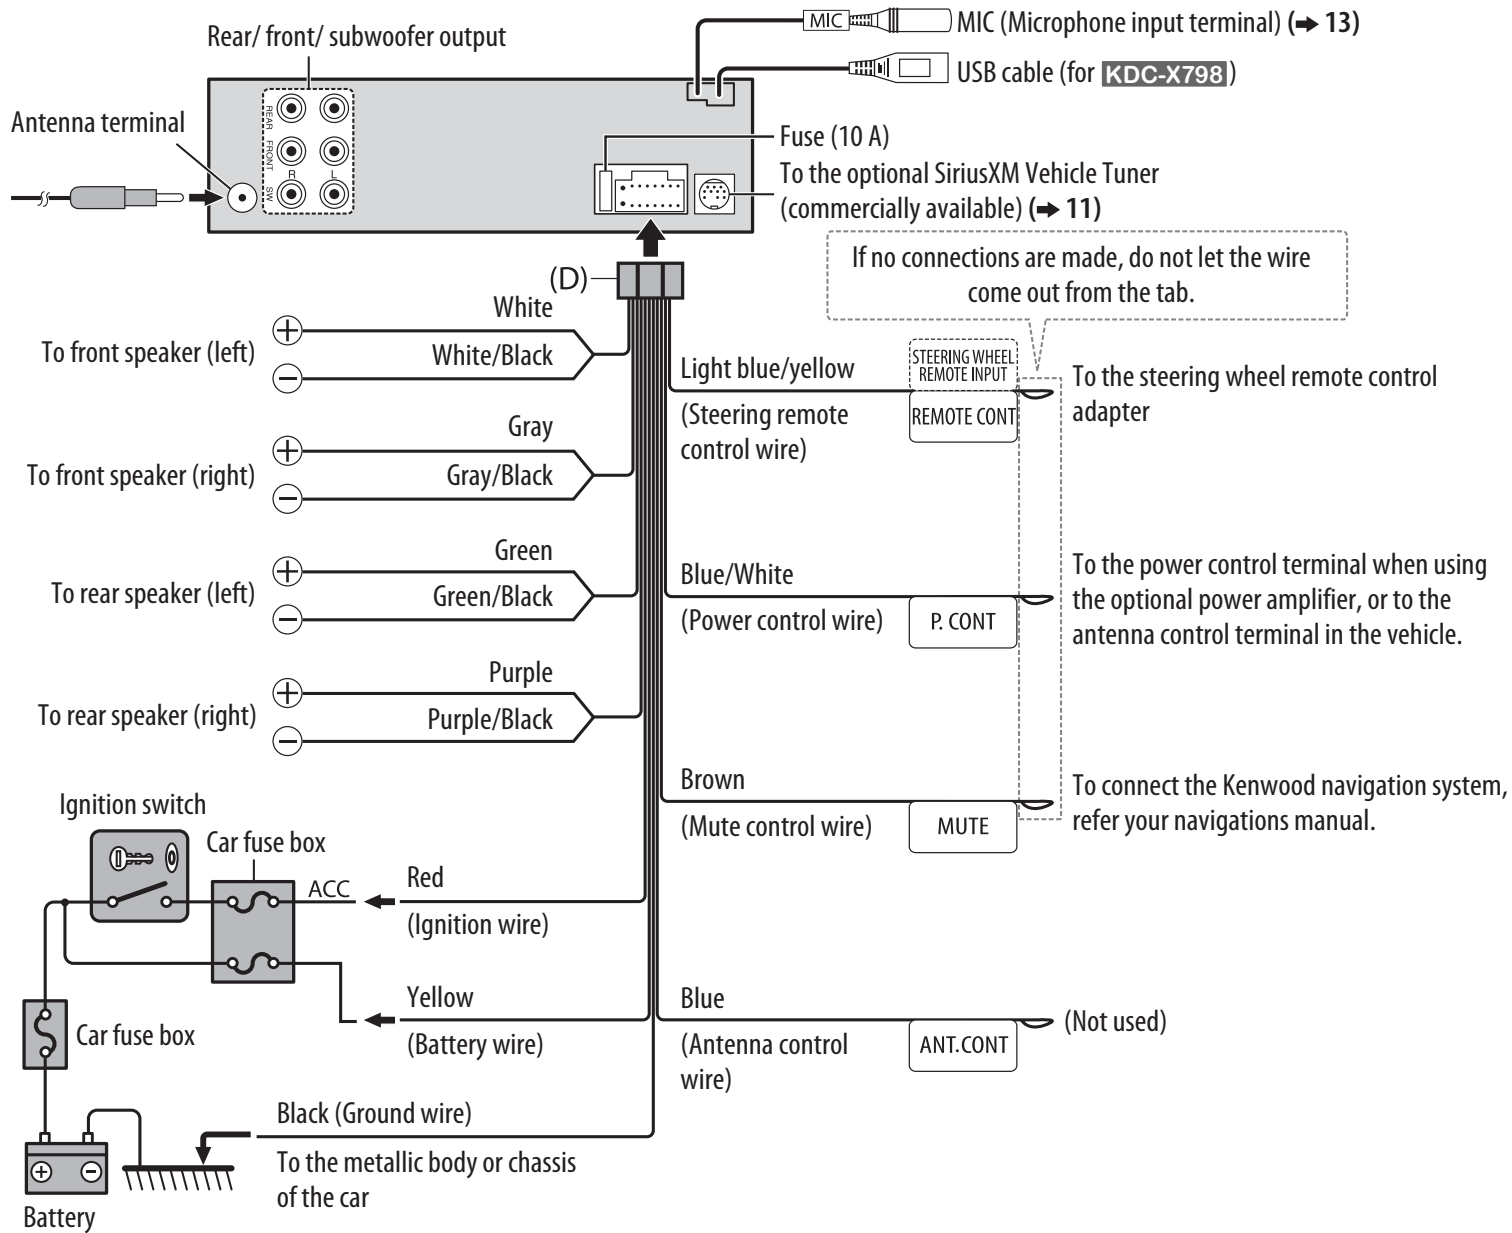 MIC MIC (Microphone input terminal) (➜ 13)
Rear/ front/ subwoofer output
USB cable (for KDC-X798)
Antenna terminal
REAR
FRONT
R L
SW
Fuse (10 A)
To the optional SiriusXM Vehicle Tuner
(commercially available) (➜ 11)
If no connections are made, do not let the wire
come out from the tab.
(D)
White
To front speaker (left)
White/Black
+
−
Gray
To front speaker (right)
Gray/Black
+
−
Green
To rear speaker (left)
Green/Black
+
−
Purple
To rear speaker (right)
Purple/Black
+
−
Light blue/yellow
(Steering remote
control wire)
STEERING WHEEL
REMOTE INPUT
REMOTE CONT
To the steering wheel remote control
adapter
Blue/White
(Power control wire)
P. CONT
To the power control terminal when using
the optional power amplifier, or to the
antenna control terminal in the vehicle.
Brown
(Mute control wire)
MUTE
To connect the Kenwood navigation system,
refer your navigations manual.
Ignition switch
Car fuse box
ACC
Red
(Ignition wire)
Yellow
(Battery wire)
Car fuse box
Blue
(Antenna control
wire)
ANT.CONT
(Not used)
Black (Ground wire)
To the metallic body or chassis
of the car
+ −
Battery